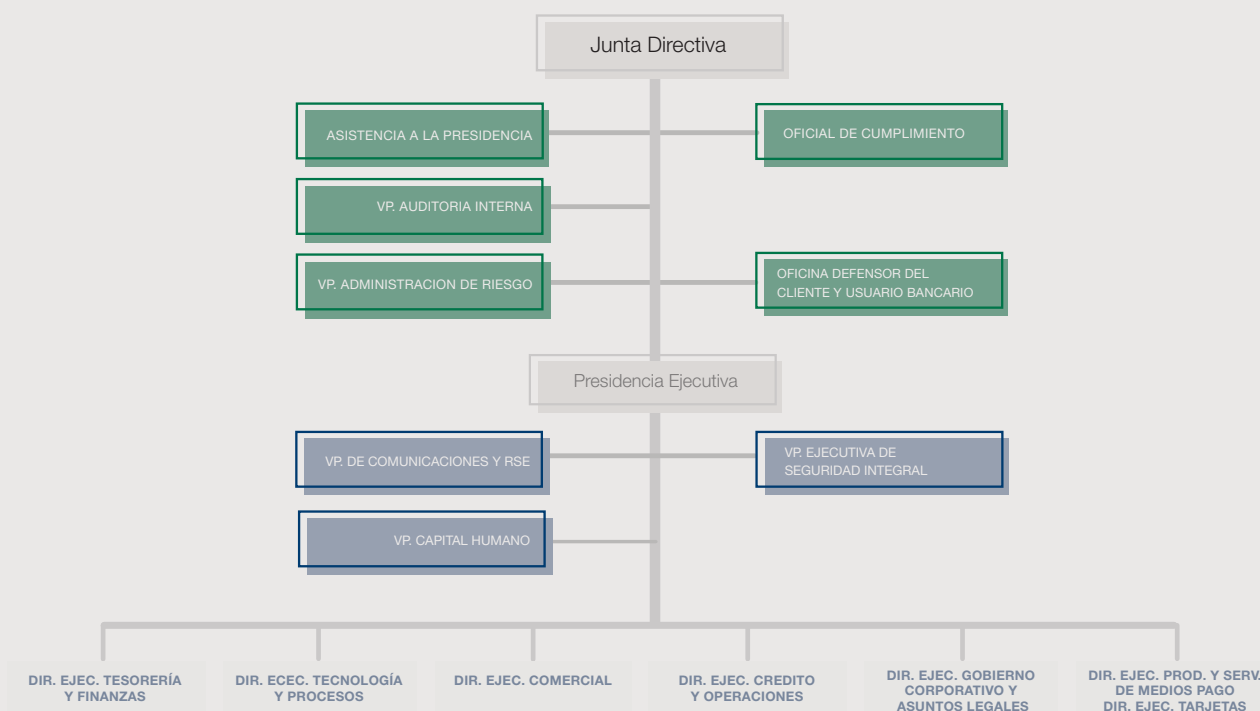 Junta Directiva
ASISTENCIA A LA PRESIDENCIA
OFICIAL DE CUMPLIMIENTO
VP. AUDITORIA INTERNA
VP. ADMINISTRACION DE RIESGO
OFICINA DEFENSOR DEL
CLIENTE Y USUARIO BANCARIO
Presidencia Ejecutiva
VP. DE COMUNICACIONES Y RSE
VP. EJECUTIVA DE
SEGURIDAD INTEGRAL
VP. CAPITAL HUMANO
DIR. EJEC. TESORERÍA
Y FINANZAS
DIR. ECEC. TECNOLOGÍA
Y PROCESOS
DIR. EJEC. COMERCIAL
DIR. EJEC. CREDITO
Y OPERACIONES
DIR. EJEC. GOBIERNO
CORPORATIVO Y
ASUNTOS LEGALES
DIR. EJEC. PROD. Y SERV.
DE MEDIOS PAGO
DIR. EJEC. TARJETAS